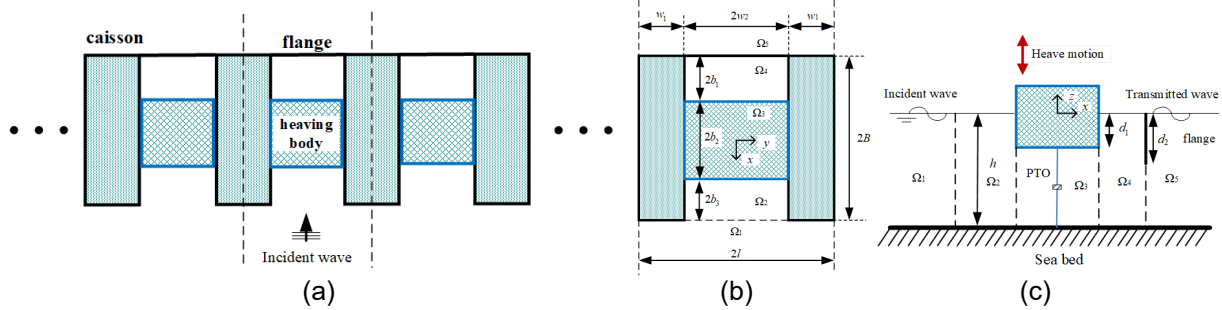 caisson
flange
heaving
body
Incident wave
(a)
w₁
2w₂
w₁
Ω₅
Ω₄
2b₁
Ω₃
2b₂
y
x
2B
2b₃
Ω₂
Ω₁
2l
(b)
Heave motion
Incident wave
Transmitted wave
z
x
d₁
d₂
flange
h
PTO
Ω₁
Ω₂
Ω₃
Ω₄
Ω₅
Sea bed
(c)